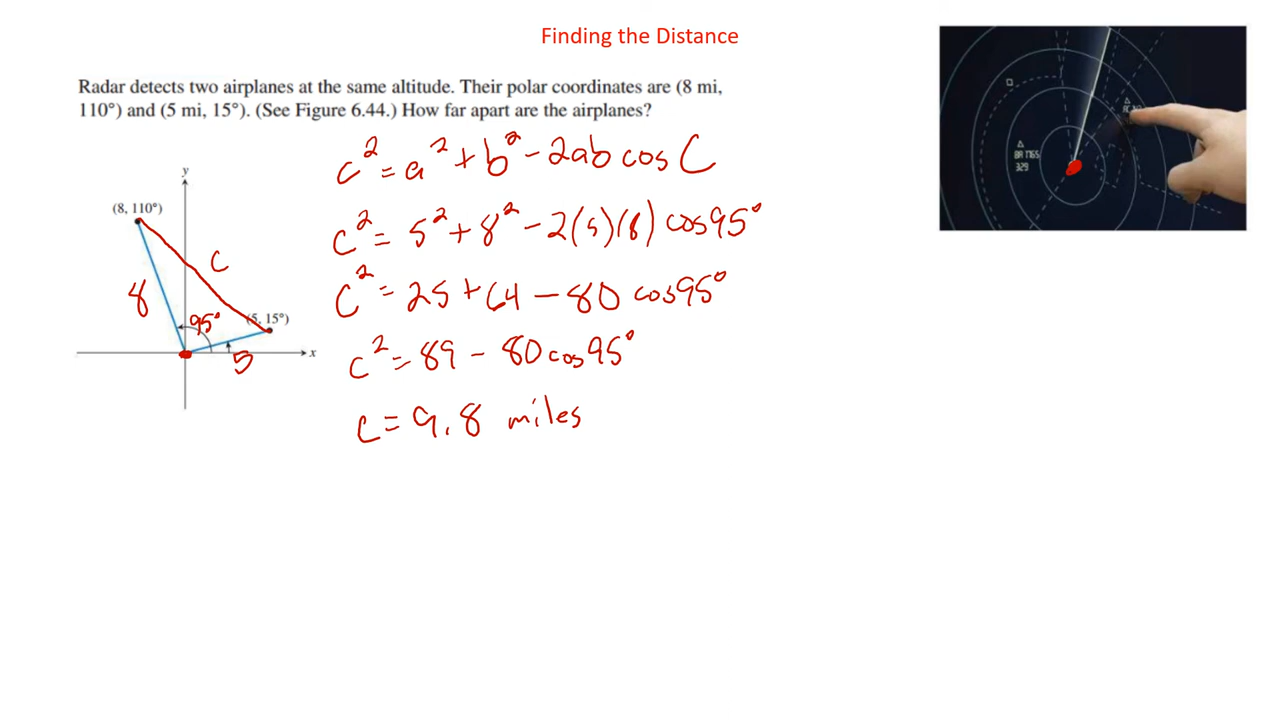 Finding the Distance
Radar detects two airplanes at the same altitude. Their polar coordinates are (8 mi,
110°) and (5 mi, 15°). (See Figure 6.44.) How far apart are the airplanes?
c² = a² + b² - 2ab cos C
c² = 5² + 8² - 2(5)(8) cos 95°
c² = 25 + 64 - 80 cos 95°
c² = 89 - 80 cos 95°
c = 9.8 miles
y
(8, 110°)
c
8
95°
(5, 15°)
x
5
BA 1165
329